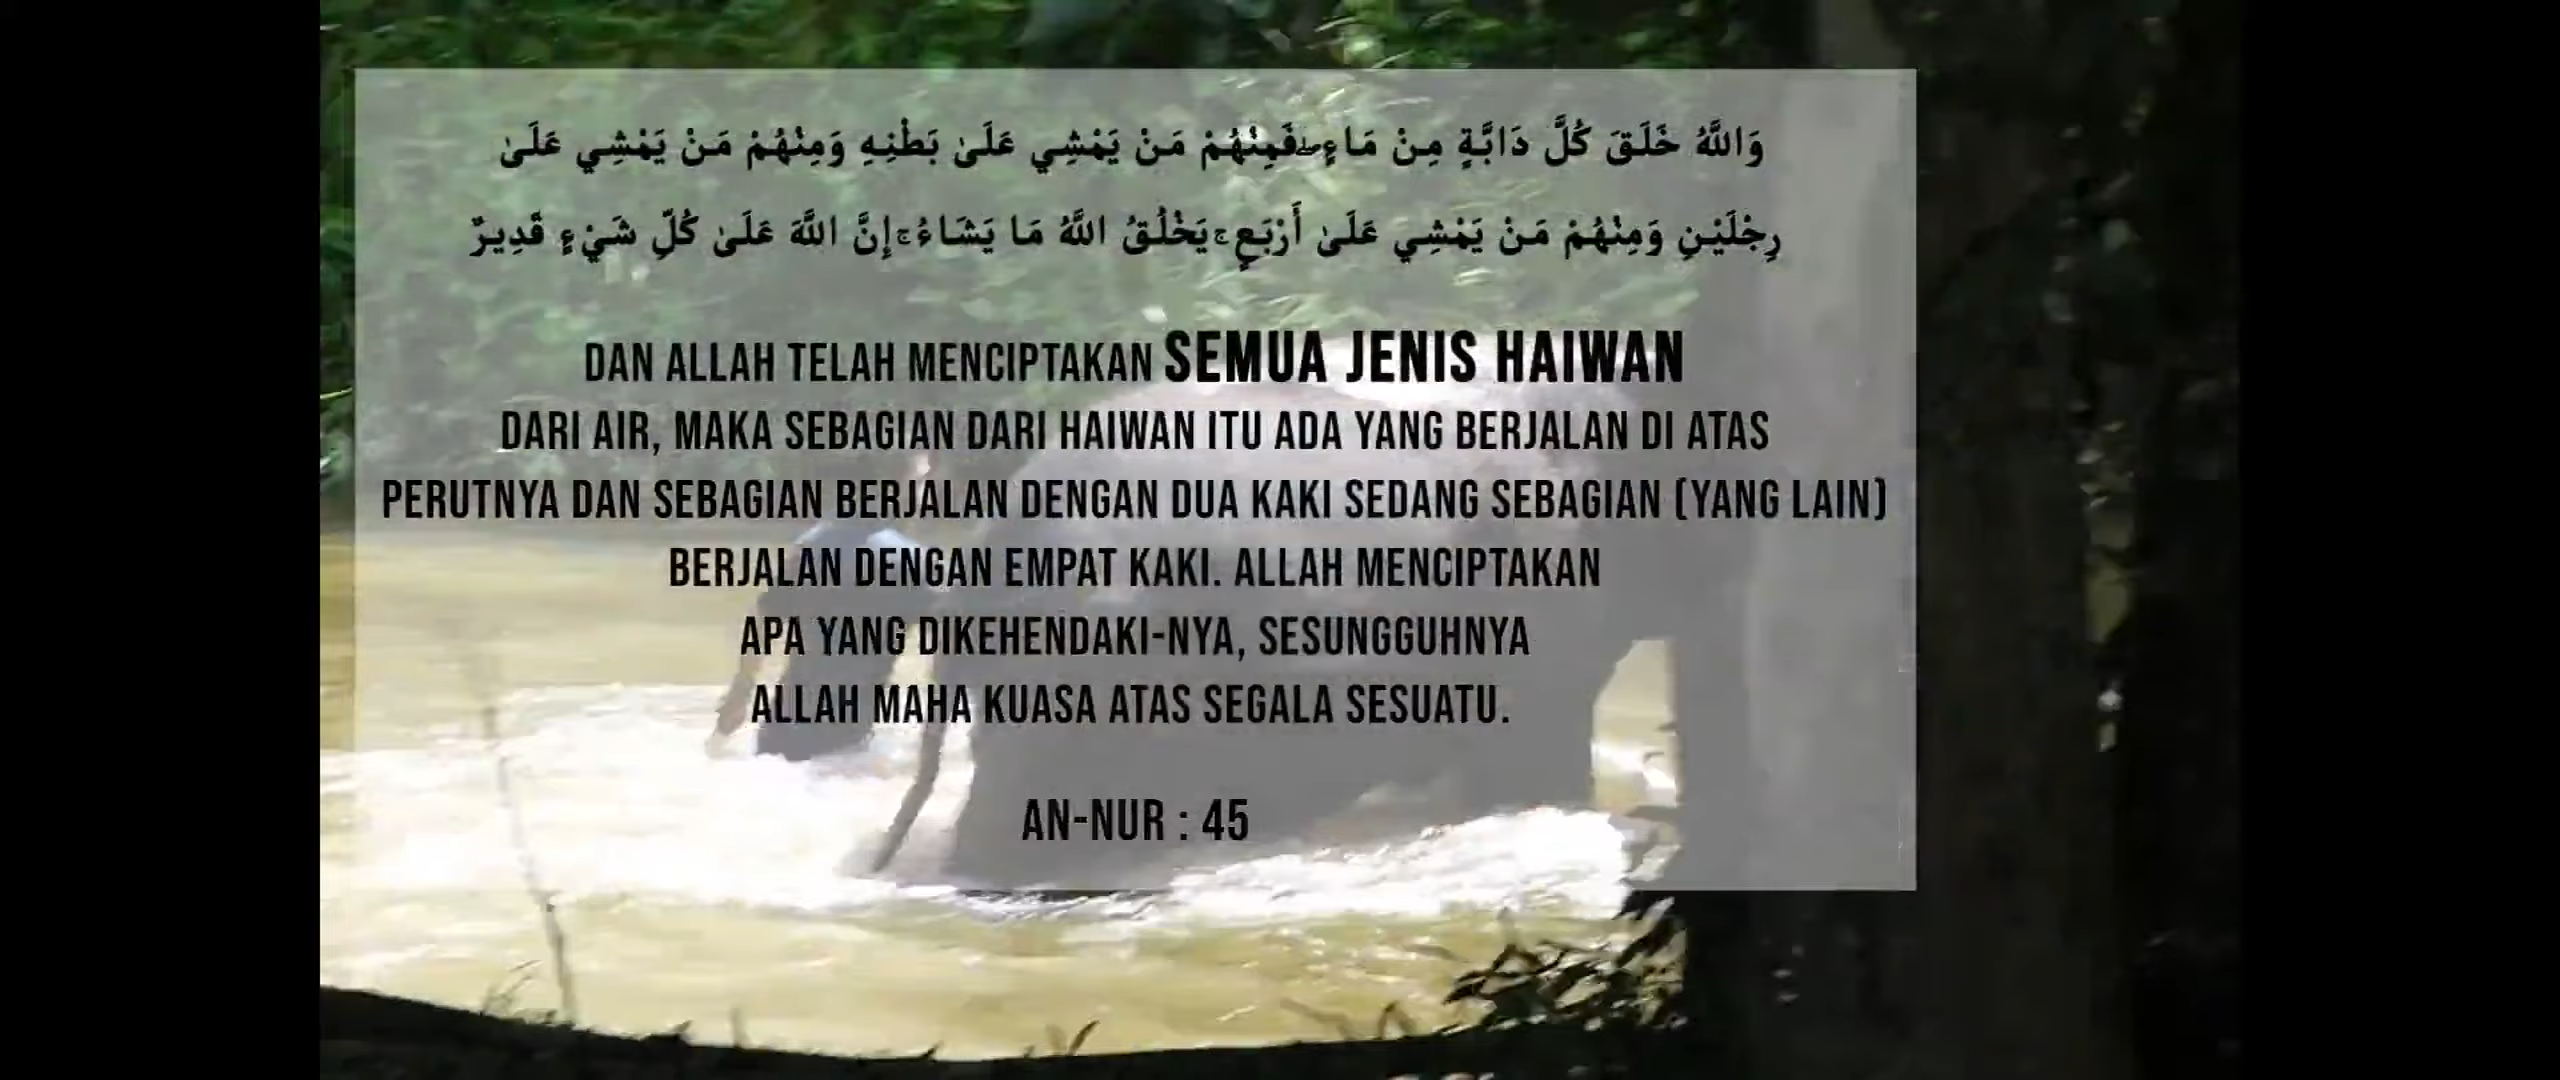 وَاللَّهُ خَلَقَ كُلَّ دَابَّةٍ مِنْ مَاءٍ ۖ فَمِنْهُمْ مَنْ يَمْشِي عَلَىٰ بَطْنِهِ وَمِنْهُمْ مَنْ يَمْشِي عَلَىٰ
رِجْلَيْنِ وَمِنْهُمْ مَنْ يَمْشِي عَلَىٰ أَرْبَعٍ ۚ يَخْلُقُ اللَّهُ مَا يَشَاءُ ۚ إِنَّ اللَّهَ عَلَىٰ كُلِّ شَيْءٍ قَدِيرٌ
DAN ALLAH TELAH MENCIPTAKAN SEMUA JENIS HAIWAN
DARI AIR, MAKA SEBAGIAN DARI HAIWAN ITU ADA YANG BERJALAN DI ATAS
PERUTNYA DAN SEBAGIAN BERJALAN DENGAN DUA KAKI SEDANG SEBAGIAN (YANG LAIN)
BERJALAN DENGAN EMPAT KAKI. ALLAH MENCIPTAKAN
APA YANG DIKEHENDAKI-NYA, SESUNGGUHNYA
ALLAH MAHA KUASA ATAS SEGALA SESUATU.
AN-NUR : 45